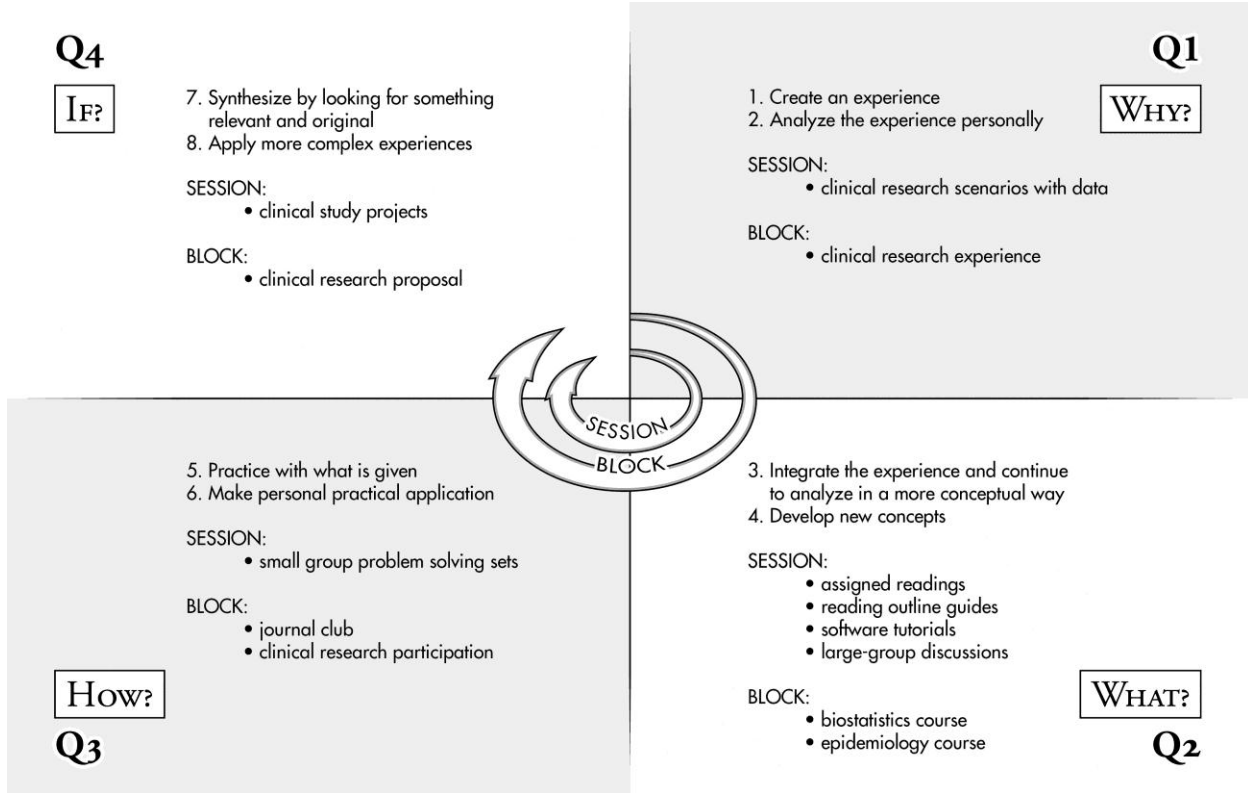 Q4
IF?
7. Synthesize by looking for something
relevant and original
8. Apply more complex experiences
SESSION:
• clinical study projects
BLOCK:
• clinical research proposal
Q1
WHY?
1. Create an experience
2. Analyze the experience personally
SESSION:
• clinical research scenarios with data
BLOCK:
• clinical research experience
SESSION
BLOCK
5. Practice with what is given
6. Make personal practical application
SESSION:
• small group problem solving sets
BLOCK:
• journal club
• clinical research participation
HOW?
Q3
3. Integrate the experience and continue
to analyze in a more conceptual way
4. Develop new concepts
SESSION:
• assigned readings
• reading outline guides
• software tutorials
• large-group discussions
BLOCK:
• biostatistics course
• epidemiology course
WHAT?
Q2